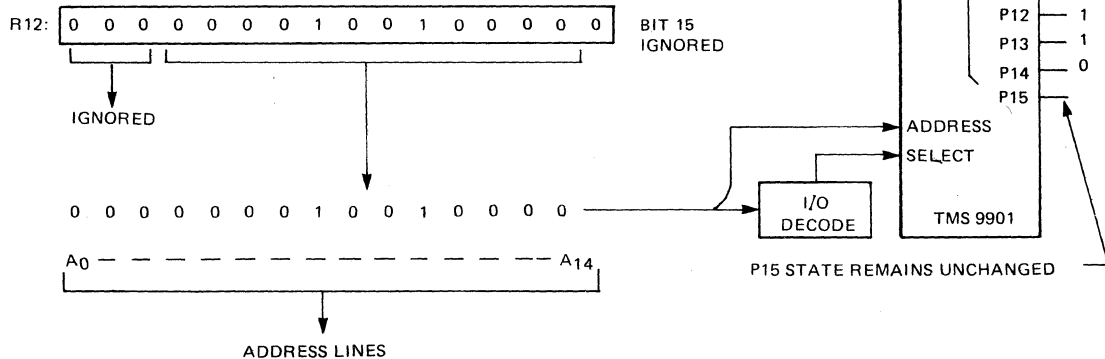 R12: 0 0 0 0 0 0 0 1 0 0 1 0 0 0 0 0
BIT 15
IGNORED
IGNORED
0 0 0 0 0 0 0 1 0 0 1 0 0 0 0
A0 — — — — — — — — — — — — — A14
ADDRESS LINES
I/O
DECODE
P12 1
P13 1
P14 0
P15
ADDRESS
SELECT
TMS 9901
P15 STATE REMAINS UNCHANGED